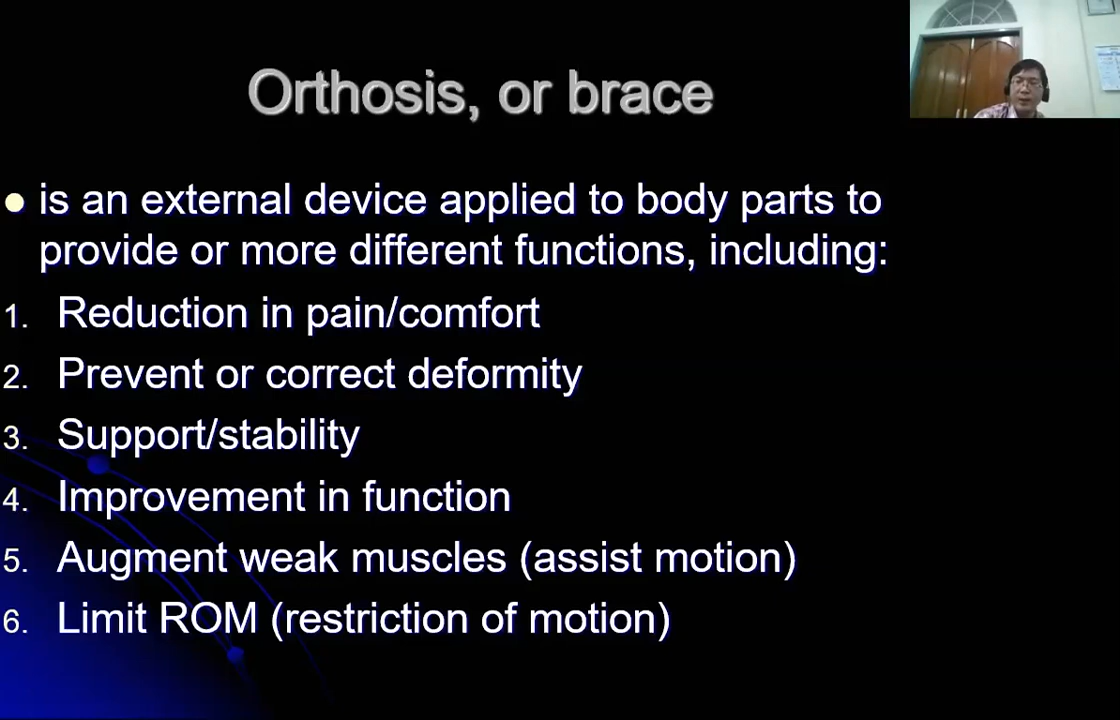 Orthosis, or brace
is an external device applied to body parts to
provide or more different functions, including:
1. Reduction in pain/comfort
2. Prevent or correct deformity
3. Support/stability
4. Improvement in function
5. Augment weak muscles (assist motion)
6. Limit ROM (restriction of motion)